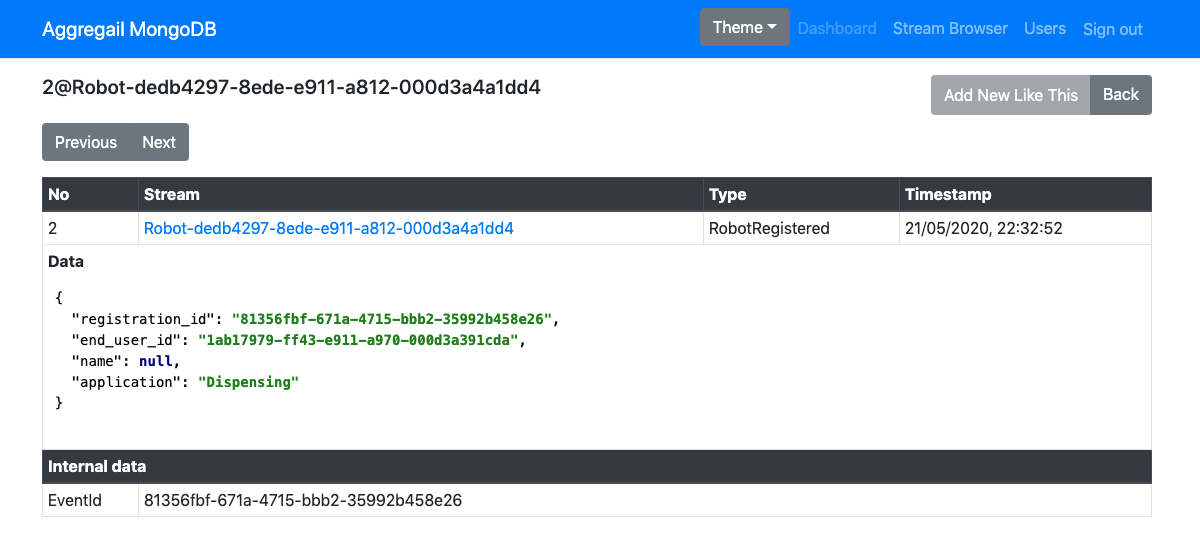 Aggregail MongoDB
Theme Dashboard Stream Browser Users Sign out
2@Robot-dedb4297-8ede-e911-a812-000d3a4a1dd4
Add New Like This Back
Previous Next
No Stream Type Timestamp
2 Robot-dedb4297-8ede-e911-a812-000d3a4a1dd4 RobotRegistered 21/05/2020, 22:32:52
Data
{
  "registration_id": "81356fbf-671a-4715-bbb2-35992b458e26",
  "end_user_id": "1ab17979-ff43-e911-a970-000d3a391cda",
  "name": null,
  "application": "Dispensing"
}
Internal data
EventId 81356fbf-671a-4715-bbb2-35992b458e26